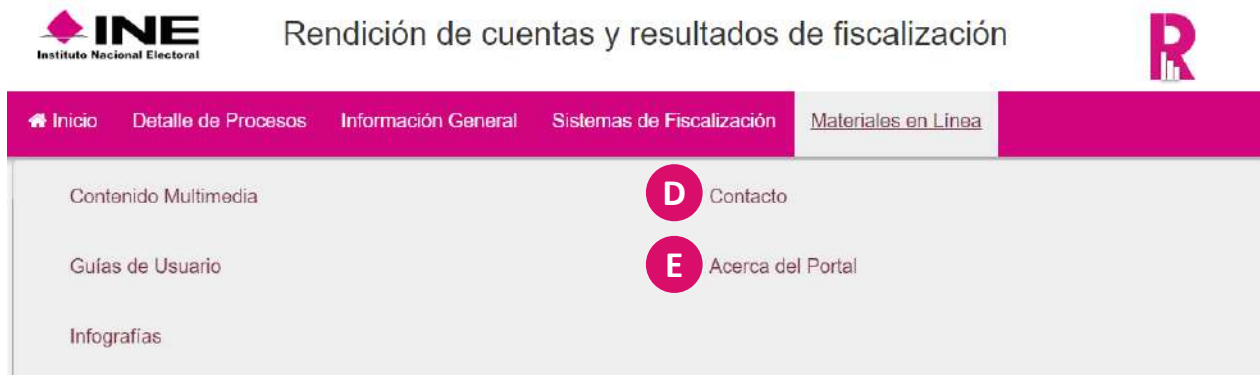 INE
Instituto Nacional Electoral
Rendición de cuentas y resultados de fiscalización
R
Inicio Detalle de Procesos Información General Sistemas de Fiscalización Materiales en Línea
Contenido Multimedia
D Contacto
Guías de Usuario
E Acerca del Portal
Infografías